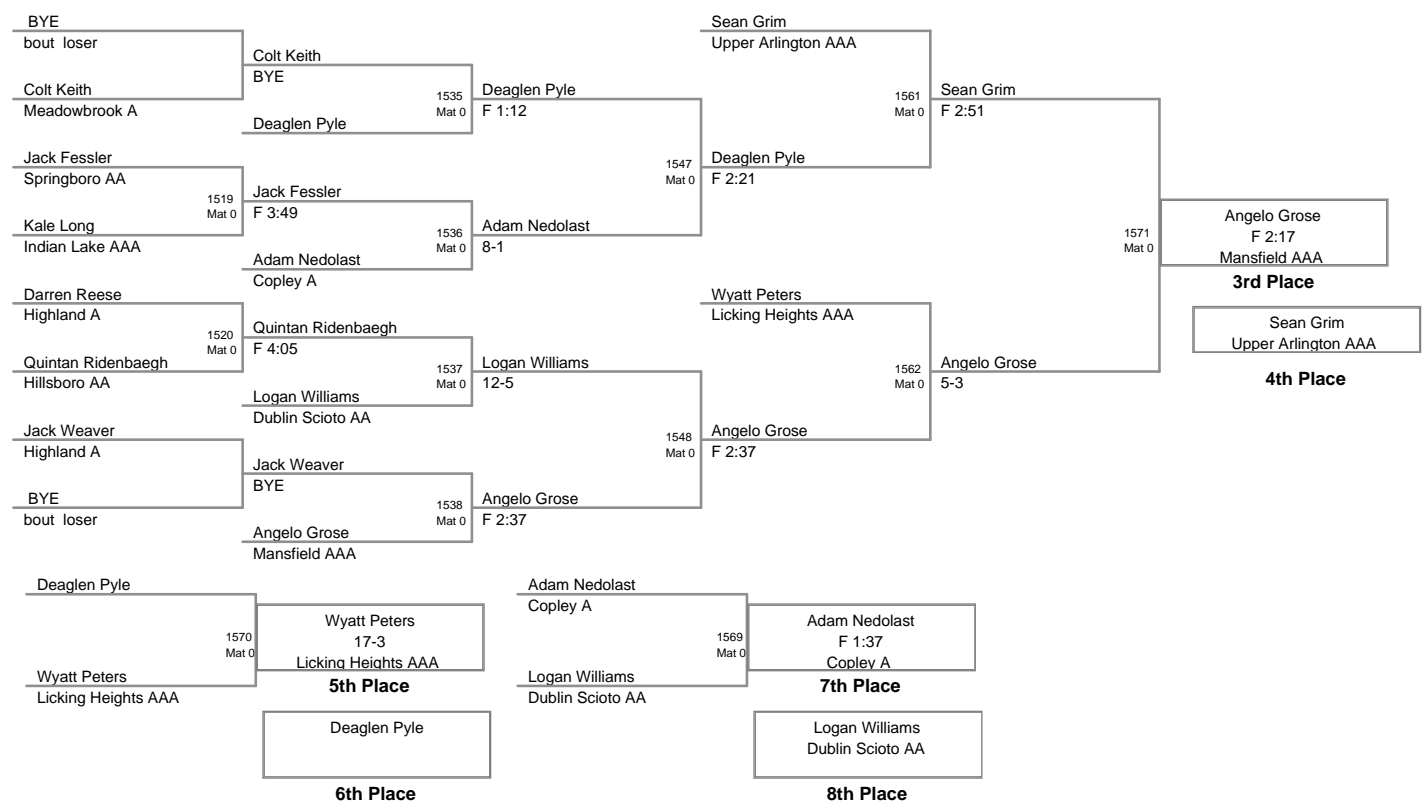 BYE
bout loser
Colt Keith
Meadowbrook A
Jack Fessler
Springboro AA
Kale Long
Indian Lake AAA
Darren Reese
Highland A
Quintan Ridenbaegh
Hillsboro AA
Jack Weaver
Highland A
BYE
bout loser
1519
Mat 0
1520
Mat 0
Colt Keith
BYE
Deaglen Pyle
Jack Fessler
F 3:49
Adam Nedolast
Copley A
Quintan Ridenbaegh
F 4:05
Logan Williams
Dublin Scioto AA
Jack Weaver
BYE
Angelo Grose
Mansfield AAA
1535
Mat 0
1536
Mat 0
1537
Mat 0
1538
Mat 0
Deaglen Pyle
F 1:12
Adam Nedolast
8-1
Logan Williams
12-5
Angelo Grose
F 2:37
1547
Mat 0
1548
Mat 0
Sean Grim
Upper Arlington AAA
Deaglen Pyle
F 2:21
Wyatt Peters
Licking Heights AAA
Angelo Grose
F 2:37
1561
Mat 0
1562
Mat 0
Sean Grim
F 2:51
Angelo Grose
5-3
1571
Mat 0
Angelo Grose
F 2:17
Mansfield AAA
3rd Place
Sean Grim
Upper Arlington AAA
4th Place
Deaglen Pyle
Wyatt Peters
Licking Heights AAA
1570
Mat 0
Wyatt Peters
17-3
Licking Heights AAA
5th Place
Deaglen Pyle
6th Place
Adam Nedolast
Copley A
Logan Williams
Dublin Scioto AA
1569
Mat 0
Adam Nedolast
F 1:37
Copley A
7th Place
Logan Williams
Dublin Scioto AA
8th Place